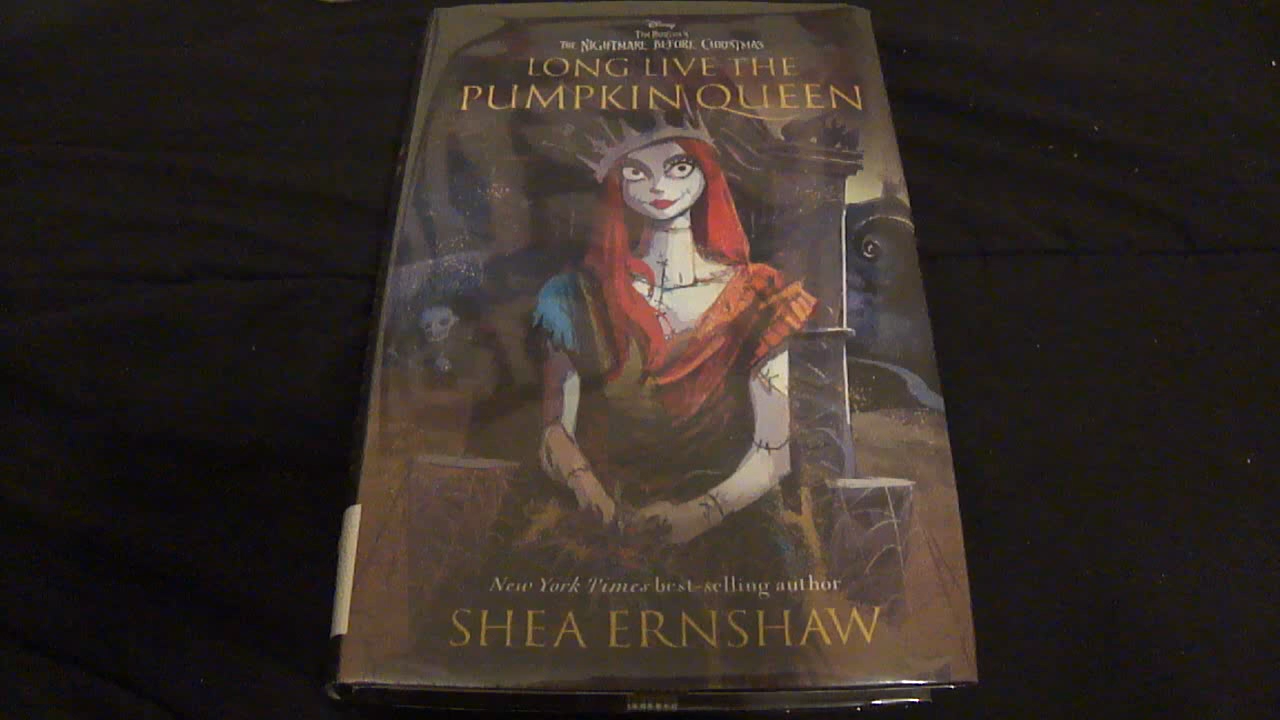 Disney
Tim Burton's
THE NIGHTMARE BEFORE CHRISTMAS
LONG LIVE THE
PUMPKIN QUEEN
New York Times best-selling author
SHEA ERNSHAW